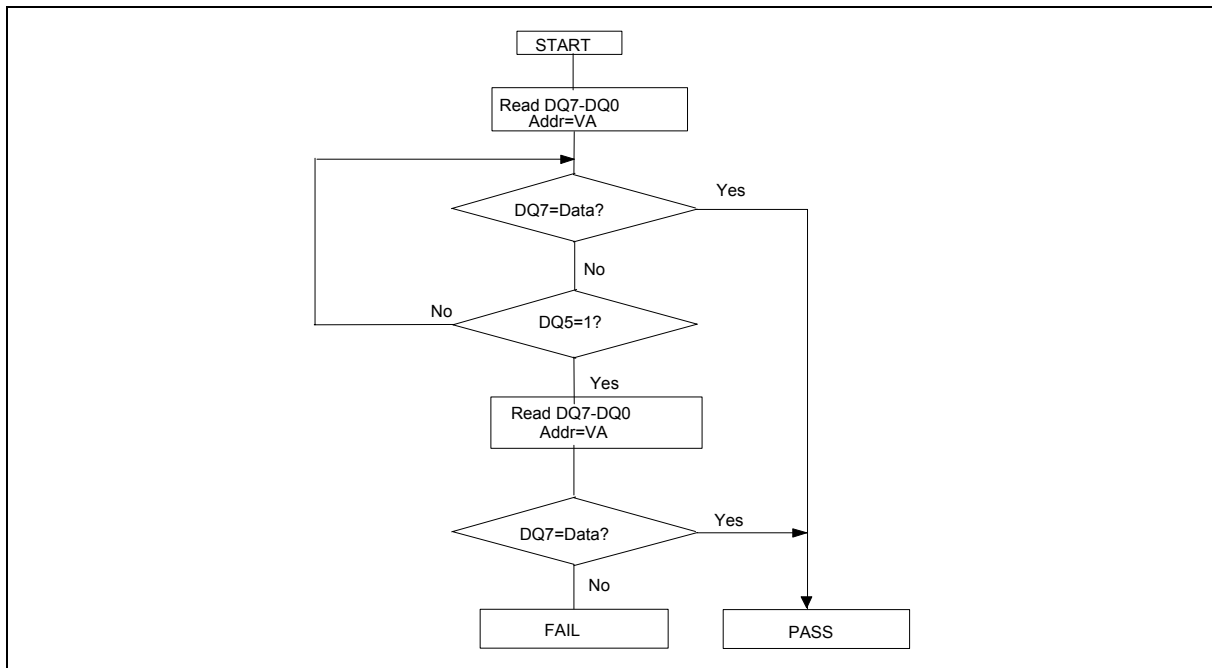 START
Read DQ7-DQ0
Addr=VA
Yes
DQ7=Data?
No
No
DQ5=1?
Yes
Read DQ7-DQ0
Addr=VA
Yes
DQ7=Data?
No
FAIL
PASS